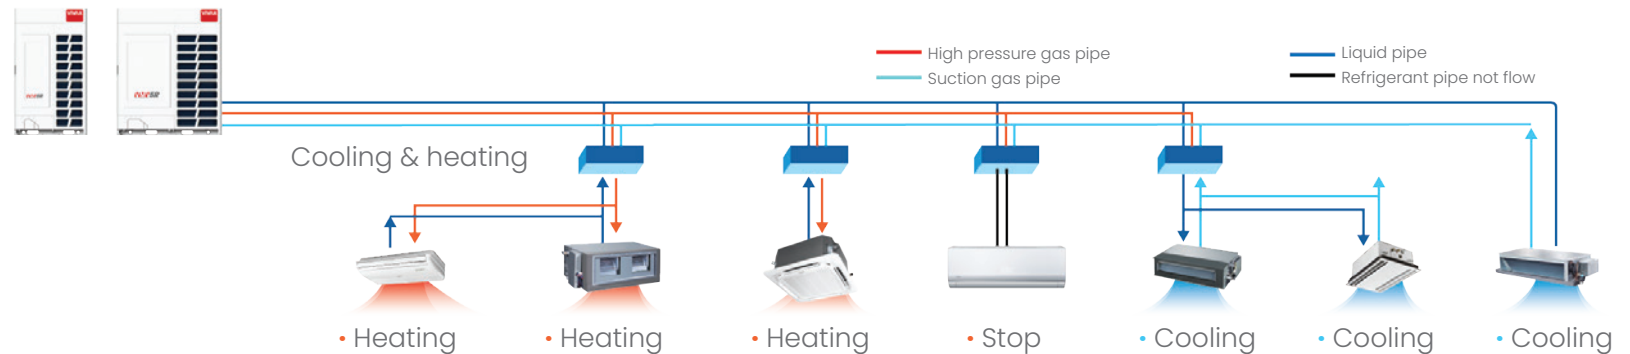 High pressure gas pipe
Suction gas pipe
Liquid pipe
Refrigerant pipe not flow
Cooling & heating
• Heating
• Heating
• Heating
• Stop
• Cooling
• Cooling
• Cooling